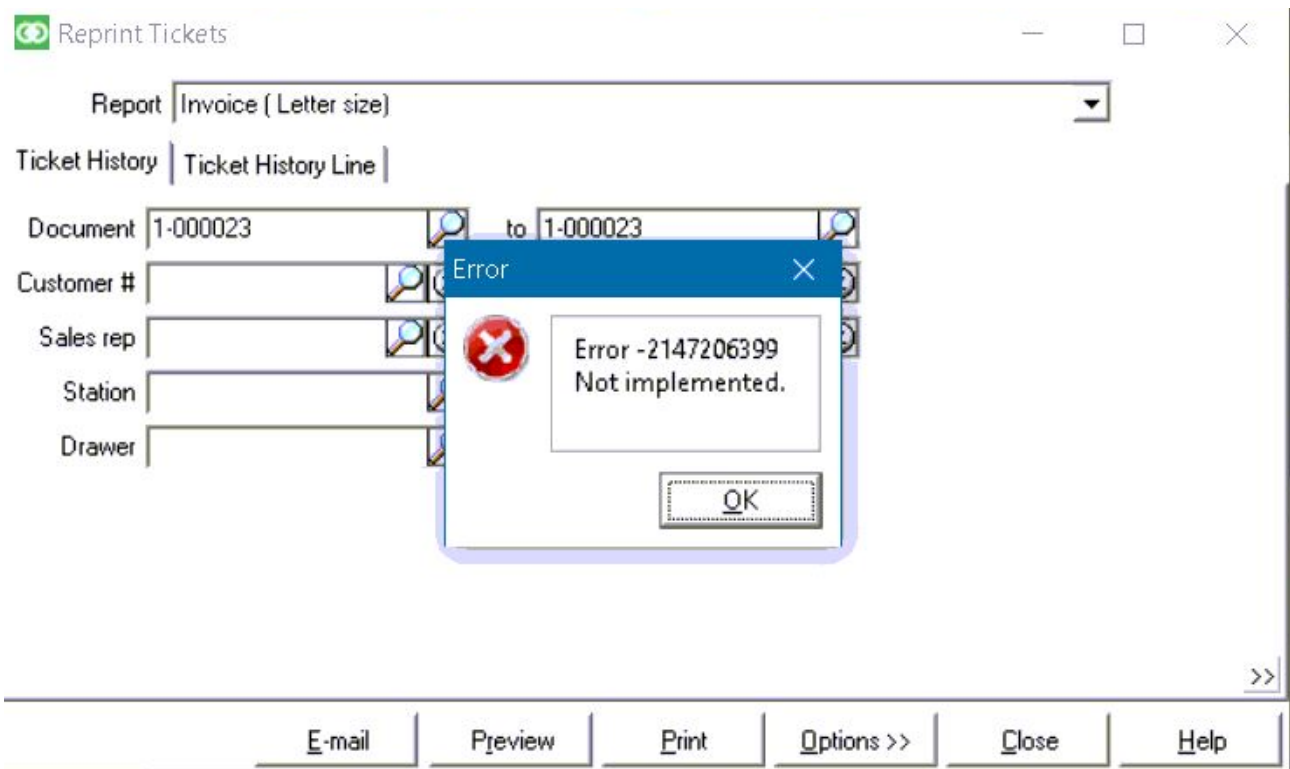 Reprint Tickets
Report Invoice ( Letter size)
Ticket History Ticket History Line
Document 1-000023 to 1-000023
Customer #
Error
Sales rep
Error -2147206399
Not implemented.
Station
Drawer
OK
>>
E-mail Preview Print Options >> Close Help